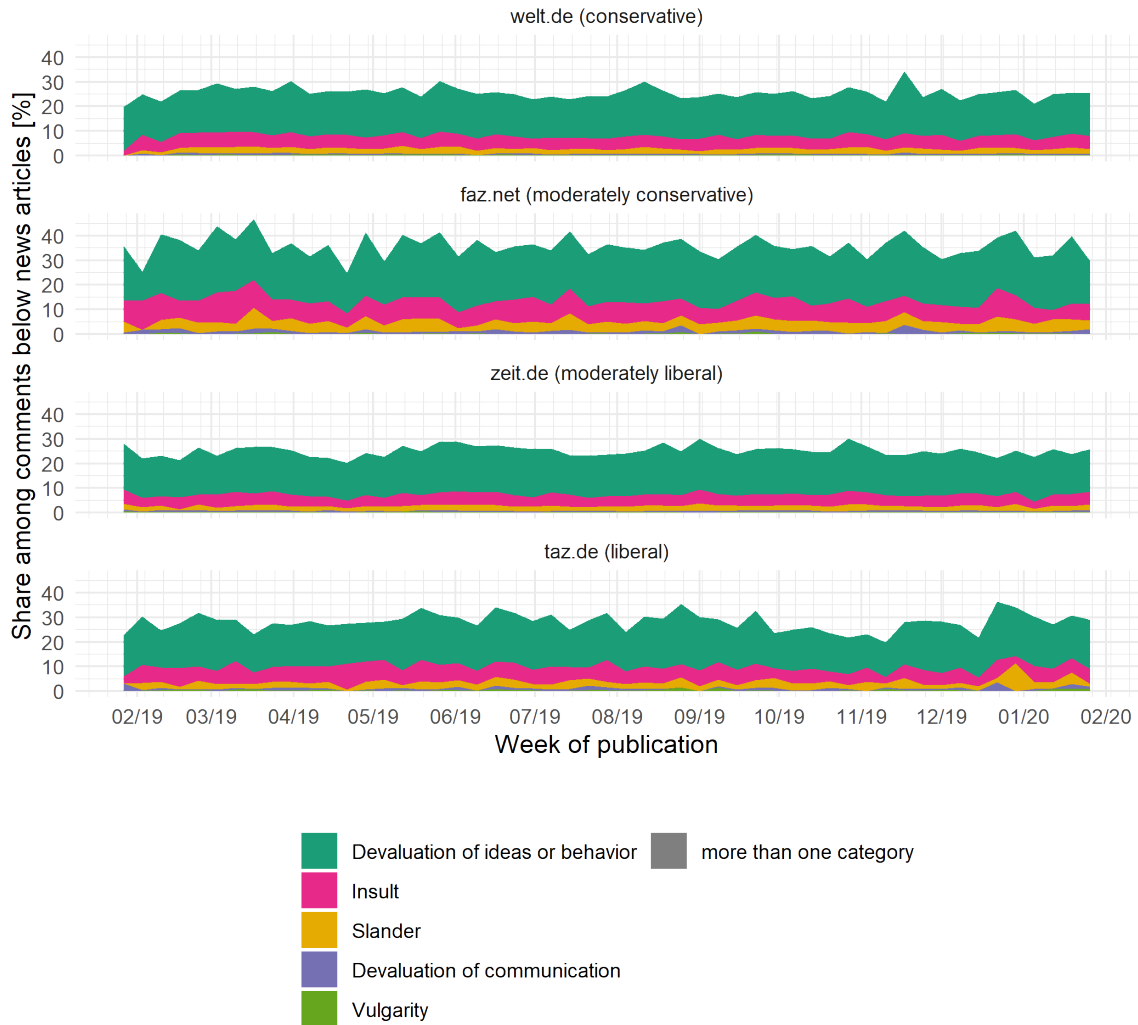 welt.de (conservative)
40
30
20
10
0
faz.net (moderately conservative)
40
30
20
10
0
zeit.de (moderately liberal)
40
30
20
10
0
taz.de (liberal)
40
30
20
10
0
Share among comments below news articles [%]
02/19 03/19 04/19 05/19 06/19 07/19 08/19 09/19 10/19 11/19 12/19 01/20 02/20
Week of publication
Devaluation of ideas or behavior more than one category
Insult
Slander
Devaluation of communication
Vulgarity